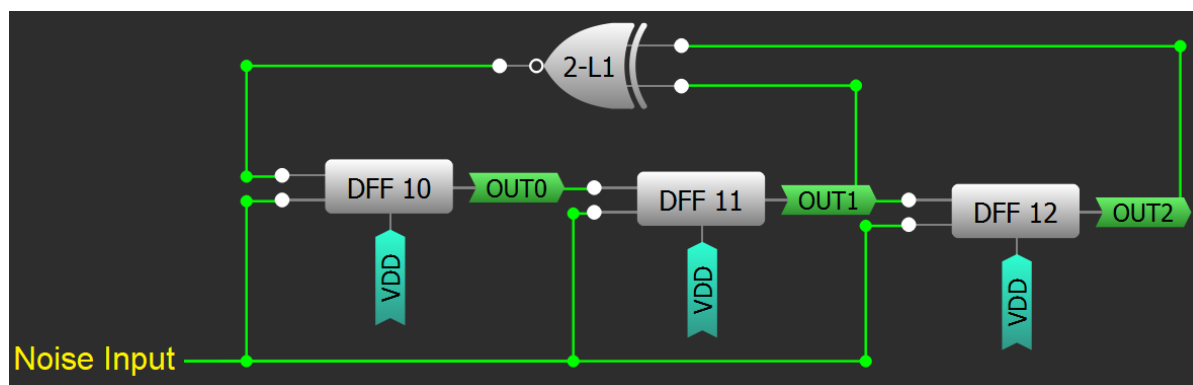 2-L1
DFF 10
OUT0
DFF 11
OUT1
DFF 12
OUT2
VDD
VDD
VDD
Noise Input